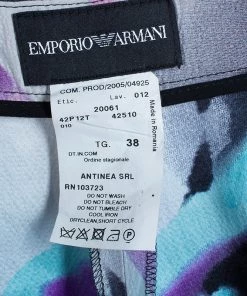 EMPORIO ARMANI
COM. PROD/2005/04925
Etic. Lav. 012
20061
42P12T 42510
010
TG. 38
DT.IN.COM
Ordine stagionale
ANTINEA SRL
RN103723
DO NOT WASH
DO NOT BLEACH
DO NOT TUMBLE DRY
COOL IRON
DRYCLEAN,SHORT CYCLE
Made in Romania